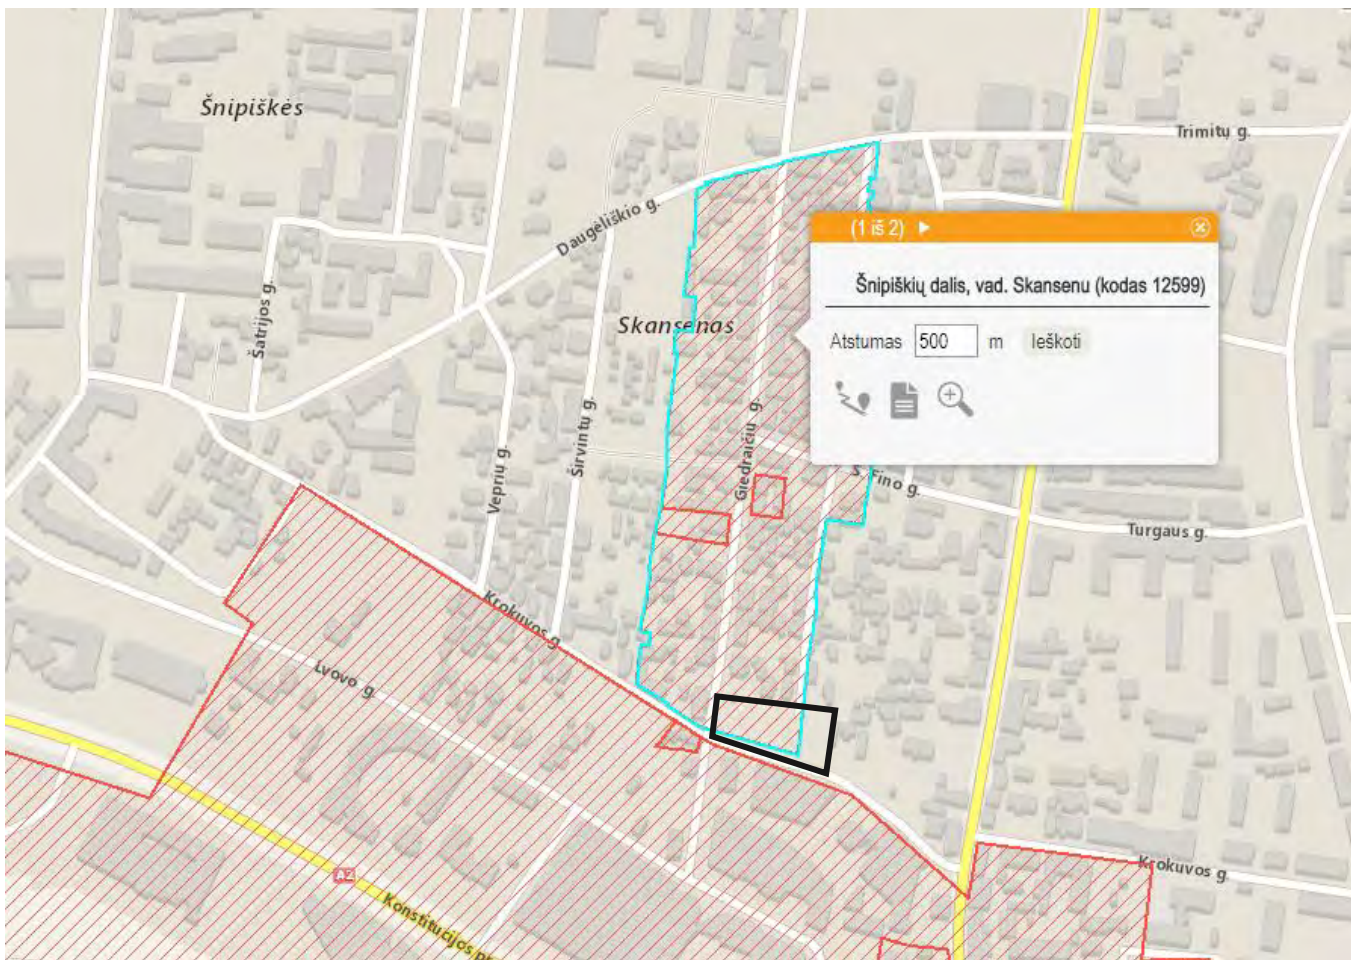 Šnipiškės
Trimitų g.
Daugėliškio g.
(1 iš 2)
Šnipiškių dalis, vad. Skansenu (kodas 12599)
Atstumas 500 m Ieškoti
Šatrijos g.
Skansenas
Giedraičių g.
Širvintų g.
Veprių g.
S. Fino g.
Turgaus g.
Krokuvos g.
Lvovo g.
A2
Konstitucijos pr
Krokuvos g.